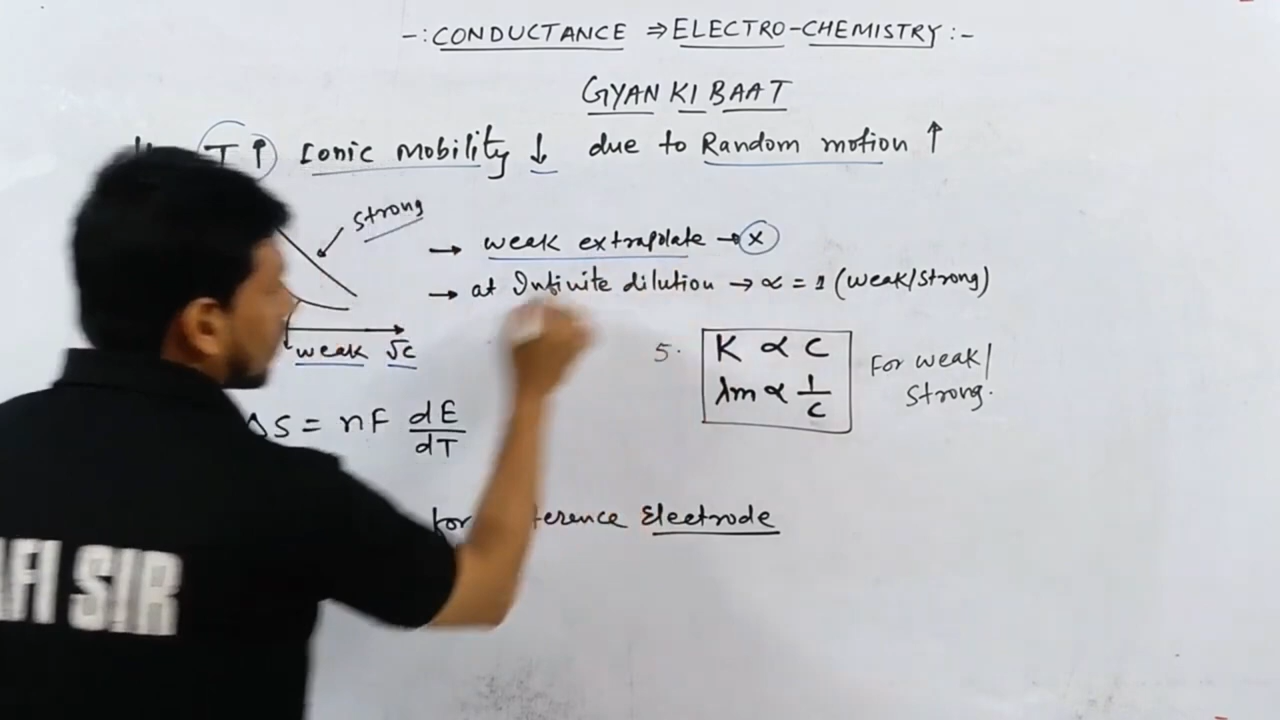 -: CONDUCTANCE ⇒ ELECTRO-CHEMISTRY :-
GYAN KI BAAT
T↑ Ionic Mobility ↓ due to Random motion ↑
Strong
→ weak extrapolate → x
→ at Infinite dilution → ∝ = 1 (weak/strong)
weak √c
5. K ∝ C
λm ∝ 1/C
For weak/
Strong.
ΔS = nF dE/dT
for Electrode
SIR